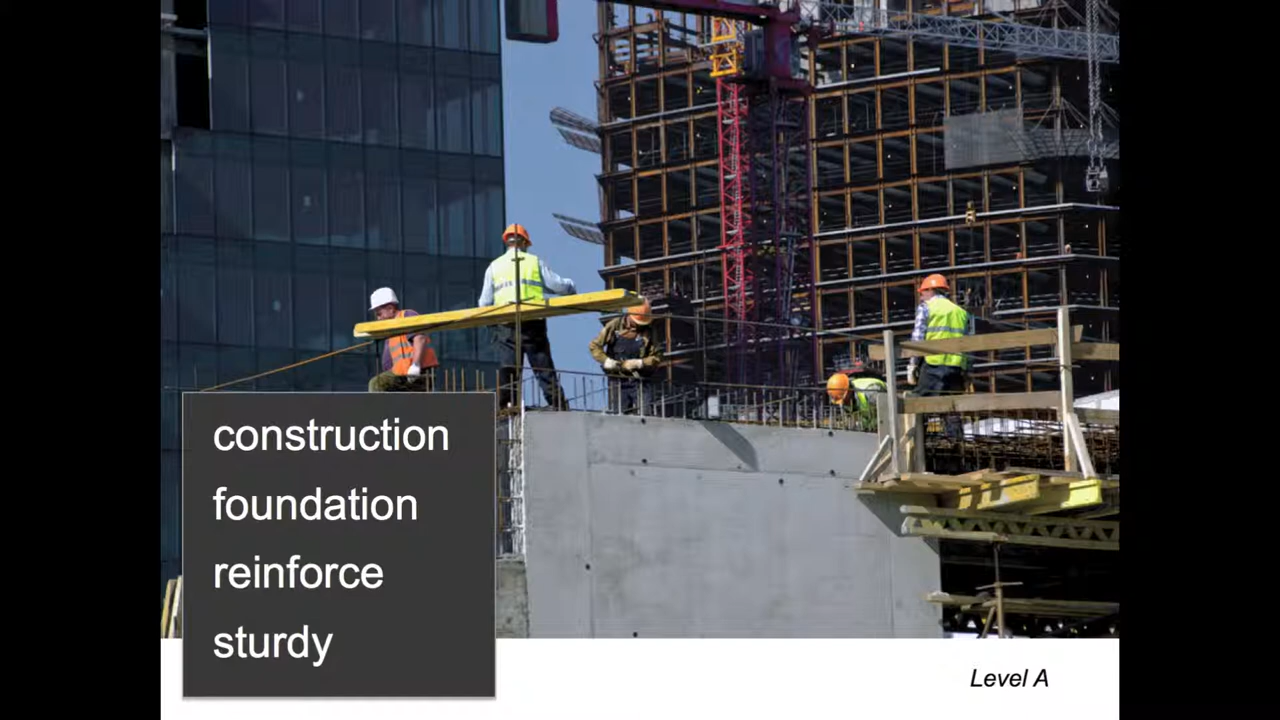 construction
foundation
reinforce
sturdy
Level A